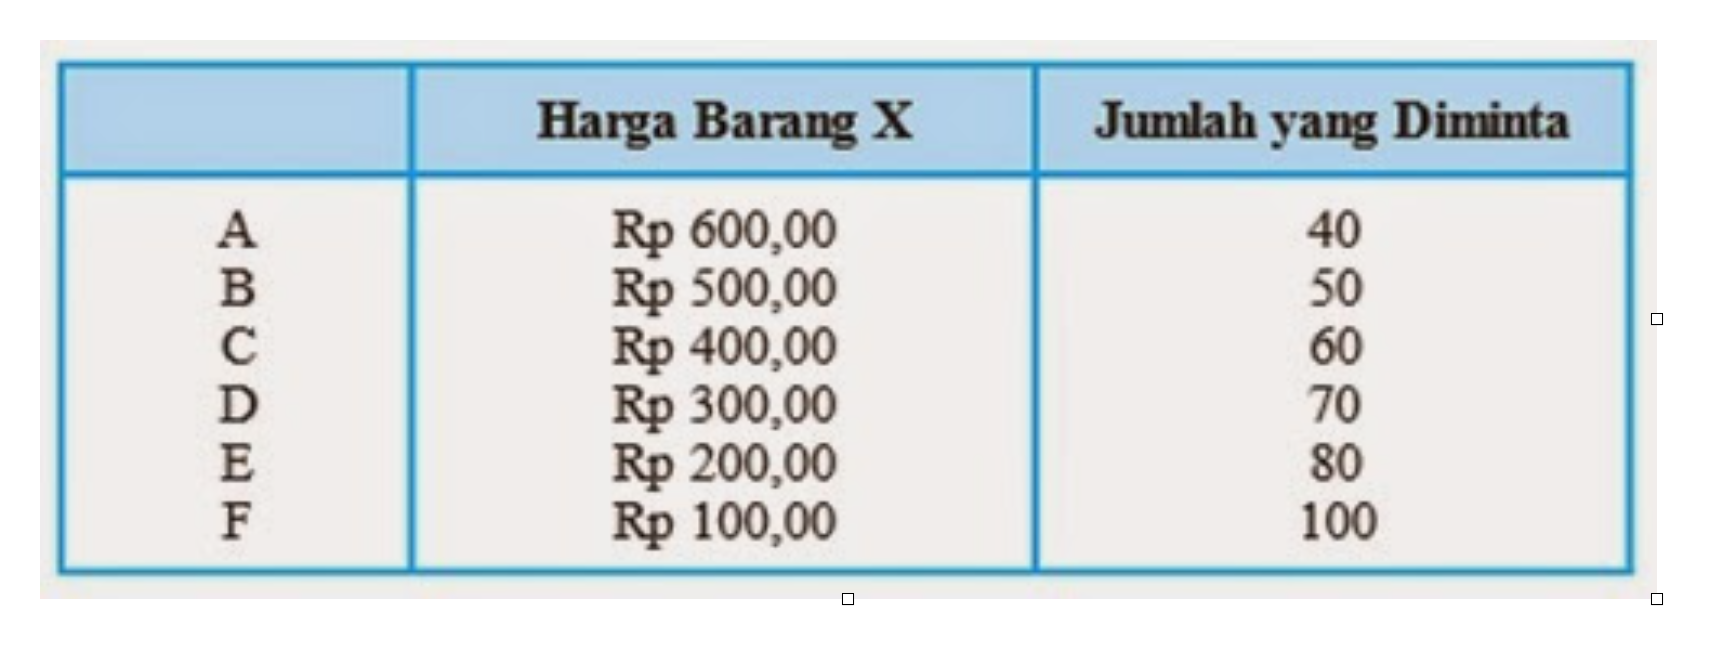 Harga Barang X Jumlah yang Diminta
A Rp 600,00 40
B Rp 500,00 50
C Rp 400,00 60
D Rp 300,00 70
E Rp 200,00 80
F Rp 100,00 100